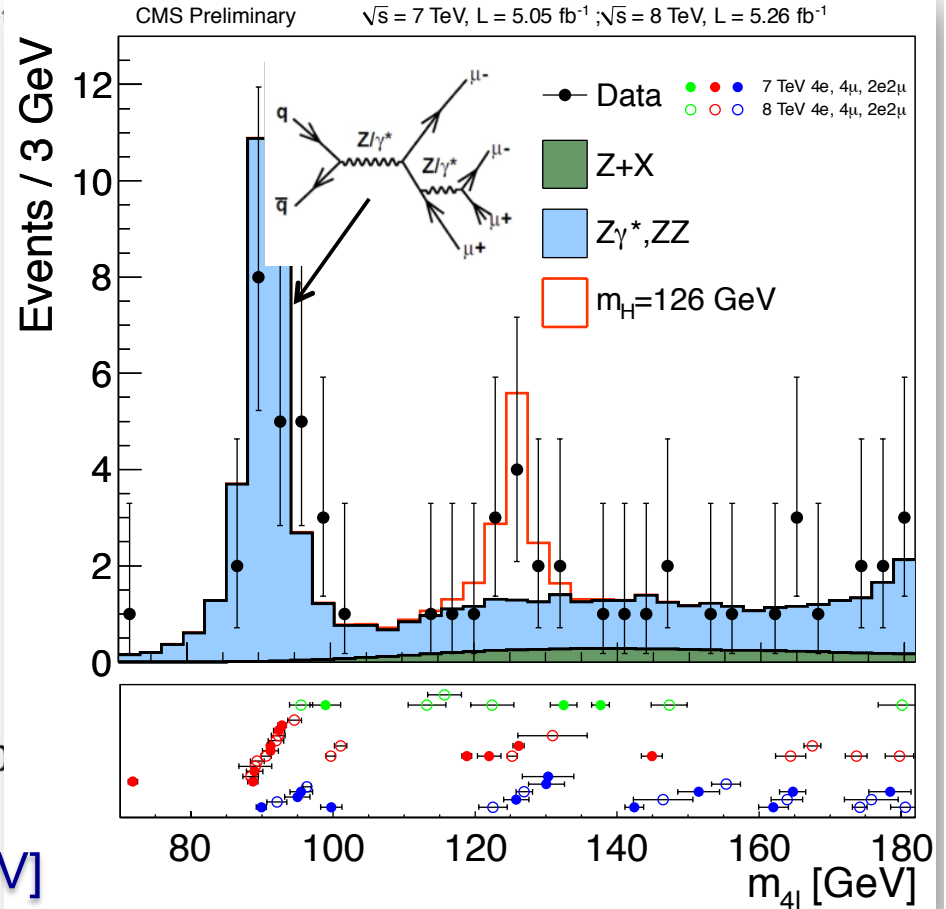 CMS Preliminary √s = 7 TeV, L = 5.05 fb⁻¹ ;√s = 8 TeV, L = 5.26 fb⁻¹
Events / 3 GeV
12
10
8
6
4
2
0
q
q̄
Z/γ*
μ-
Z/γ*
μ-
μ+
μ+
Data
7 TeV 4e, 4μ, 2e2μ
8 TeV 4e, 4μ, 2e2μ
Z+X
Zγ*,ZZ
m_H=126 GeV
80 100 120 140 160 180
m_4l [GeV]
V]